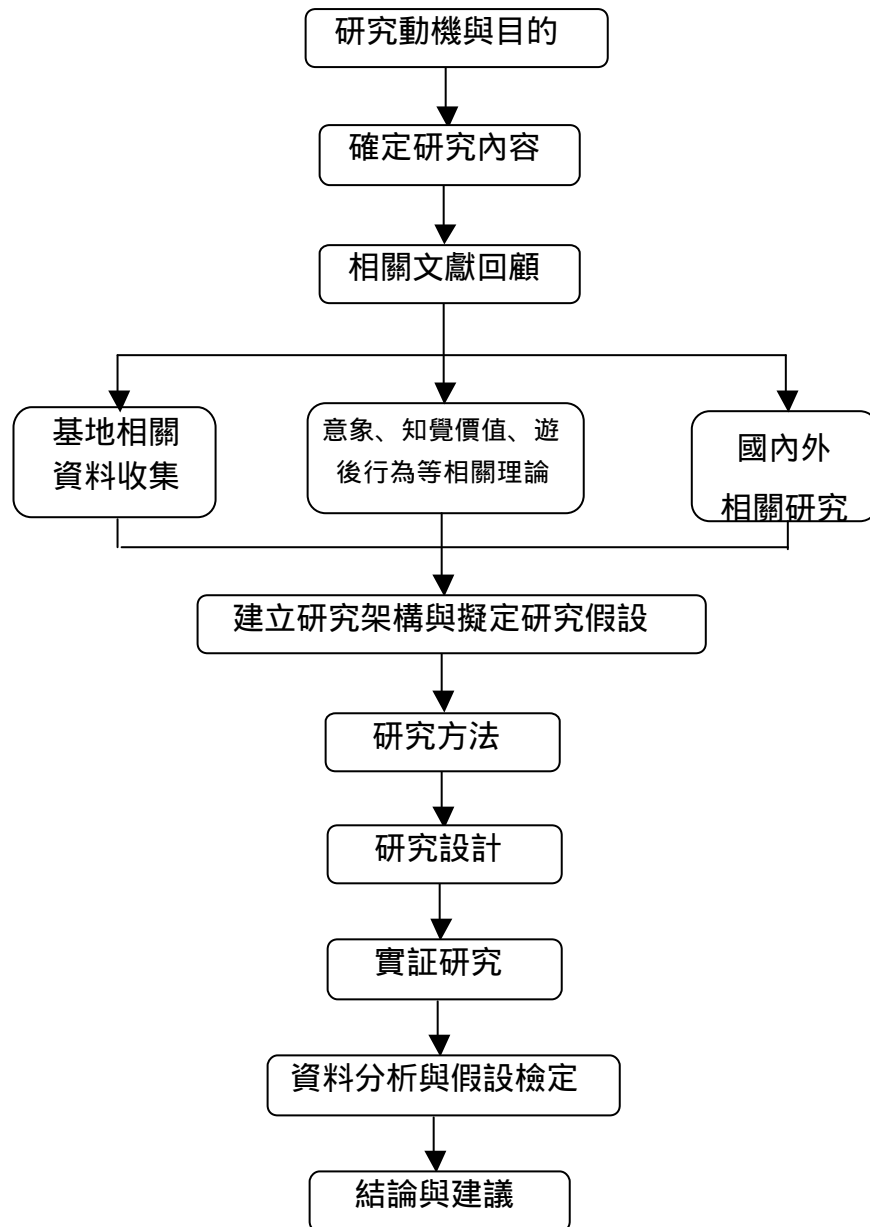 研究動機與目的
確定研究內容
相關文獻回顧
基地相關
資料收集
意象、知覺價值、遊
後行為等相關理論
國內外
相關研究
建立研究架構與擬定研究假設
研究方法
研究設計
實証研究
資料分析與假設檢定
結論與建議